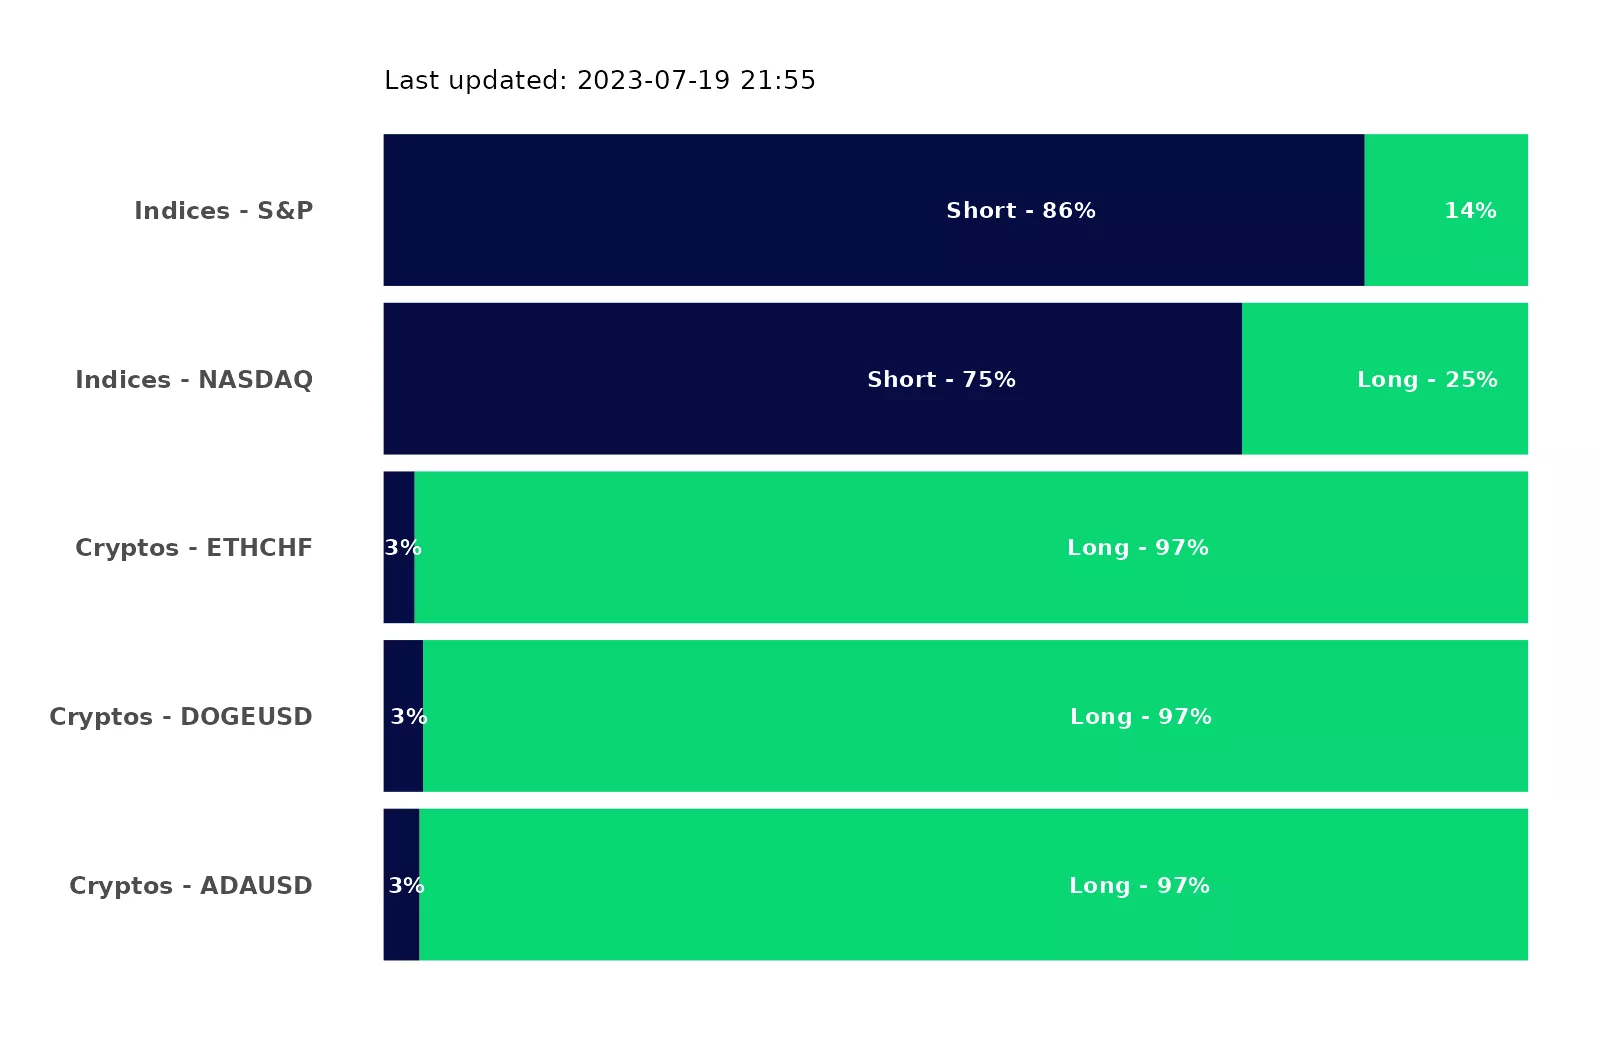 Last updated: 2023-07-19 21:55
Indices - S&P Short - 86% 14%
Indices - NASDAQ Short - 75% Long - 25%
Cryptos - ETHCHF 3% Long - 97%
Cryptos - DOGEUSD 3% Long - 97%
Cryptos - ADAUSD 3% Long - 97%